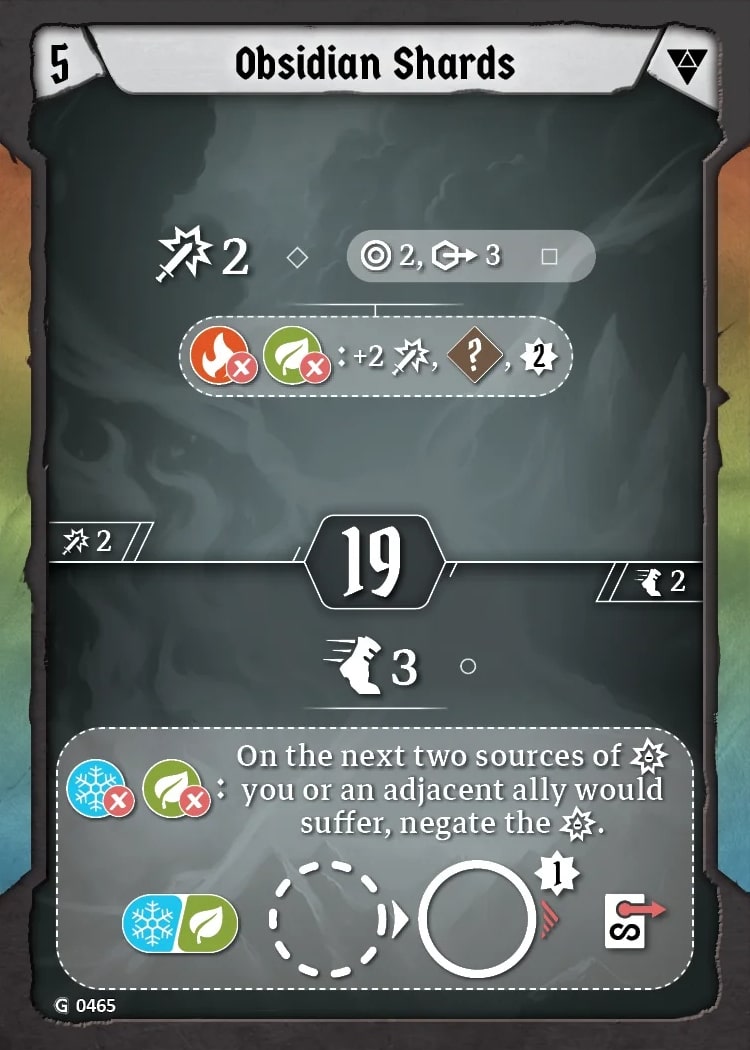 5 Obsidian Shards
2 2, 3
: +2 , ? , 2
2
19
2
3
On the next two sources of
: you or an adjacent ally would
suffer, negate the .
1
G 0465